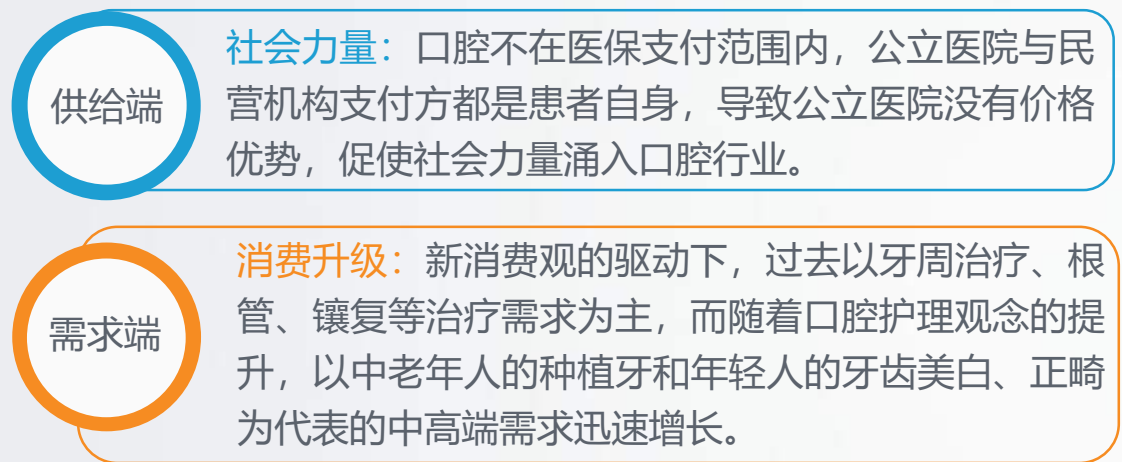 供给端
社会力量：口腔不在医保支付范围内，公立医院与民
营机构支付方都是患者自身，导致公立医院没有价格
优势，促使社会力量涌入口腔行业。
需求端
消费升级：新消费观的驱动下，过去以牙周治疗、根
管、镶复等治疗需求为主，而随着口腔护理观念的提
升，以中老年人的种植牙和年轻人的牙齿美白、正畸
为代表的中高端需求迅速增长。